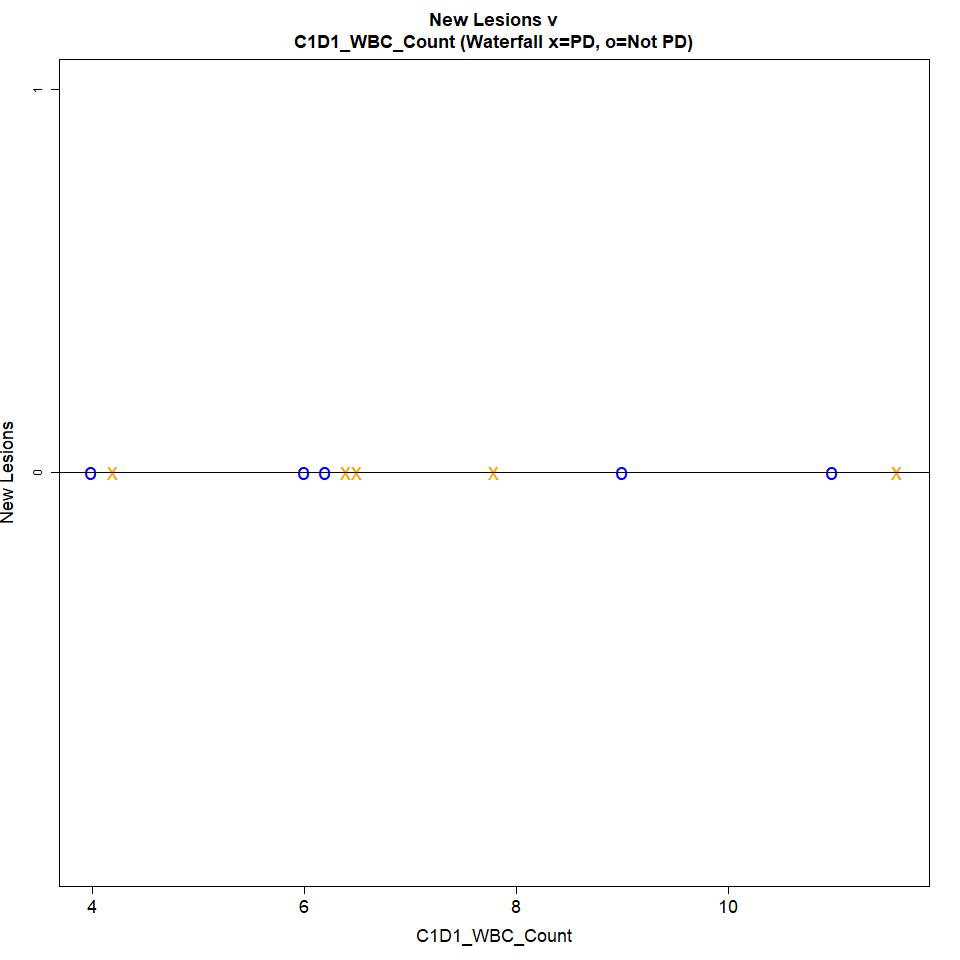 New Lesions v
C1D1_WBC_Count (Waterfall x=PD, o=Not PD)
1
New Lesions
0
o x o o x x x o o x
4 6 8 10
C1D1_WBC_Count